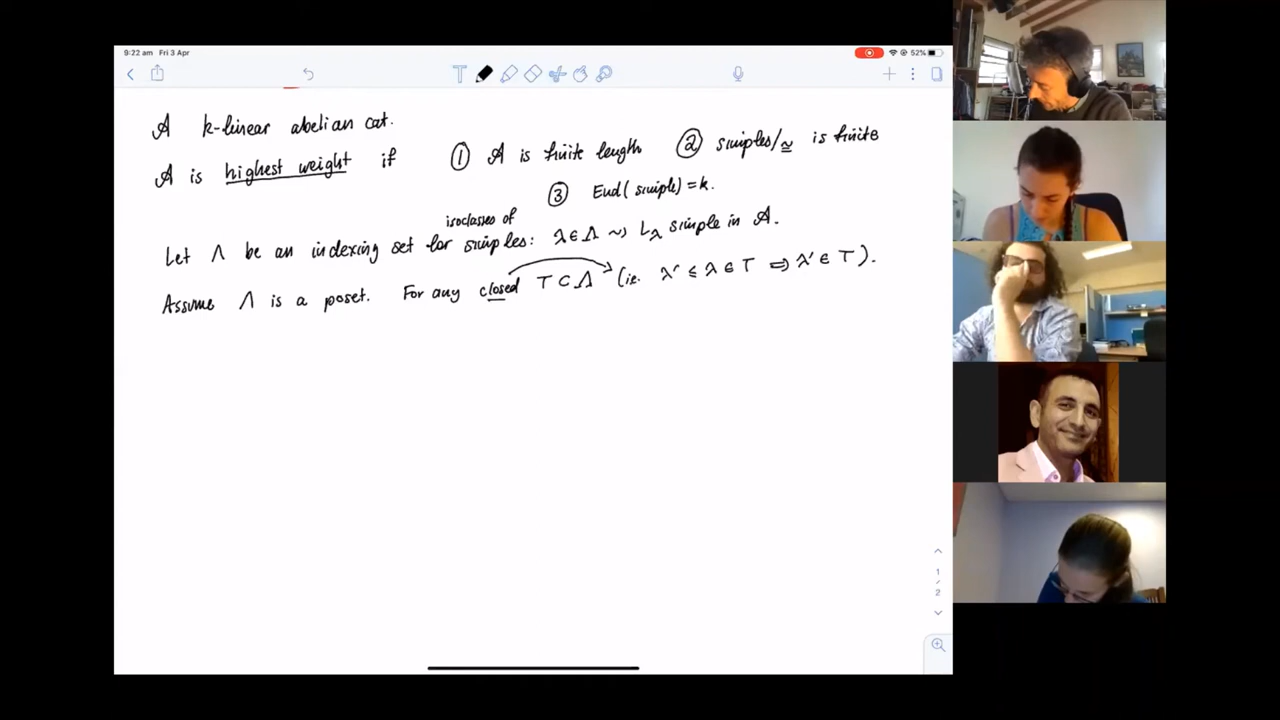 9:22 am Fri 3 Apr
52%
A k-linear abelian cat.
A is highest weight if ① A is finite length ② simples/≅ is finite
③ End(simple) = k.
isoclasses of
Let Λ be an indexing set for simples: λ ∈ Λ ⇝ L_λ simple in A.
Assume Λ is a poset. For any closed T ⊂ Λ (ie. λ' ≤ λ ∈ T ⇒ λ' ∈ T).
1
/
2